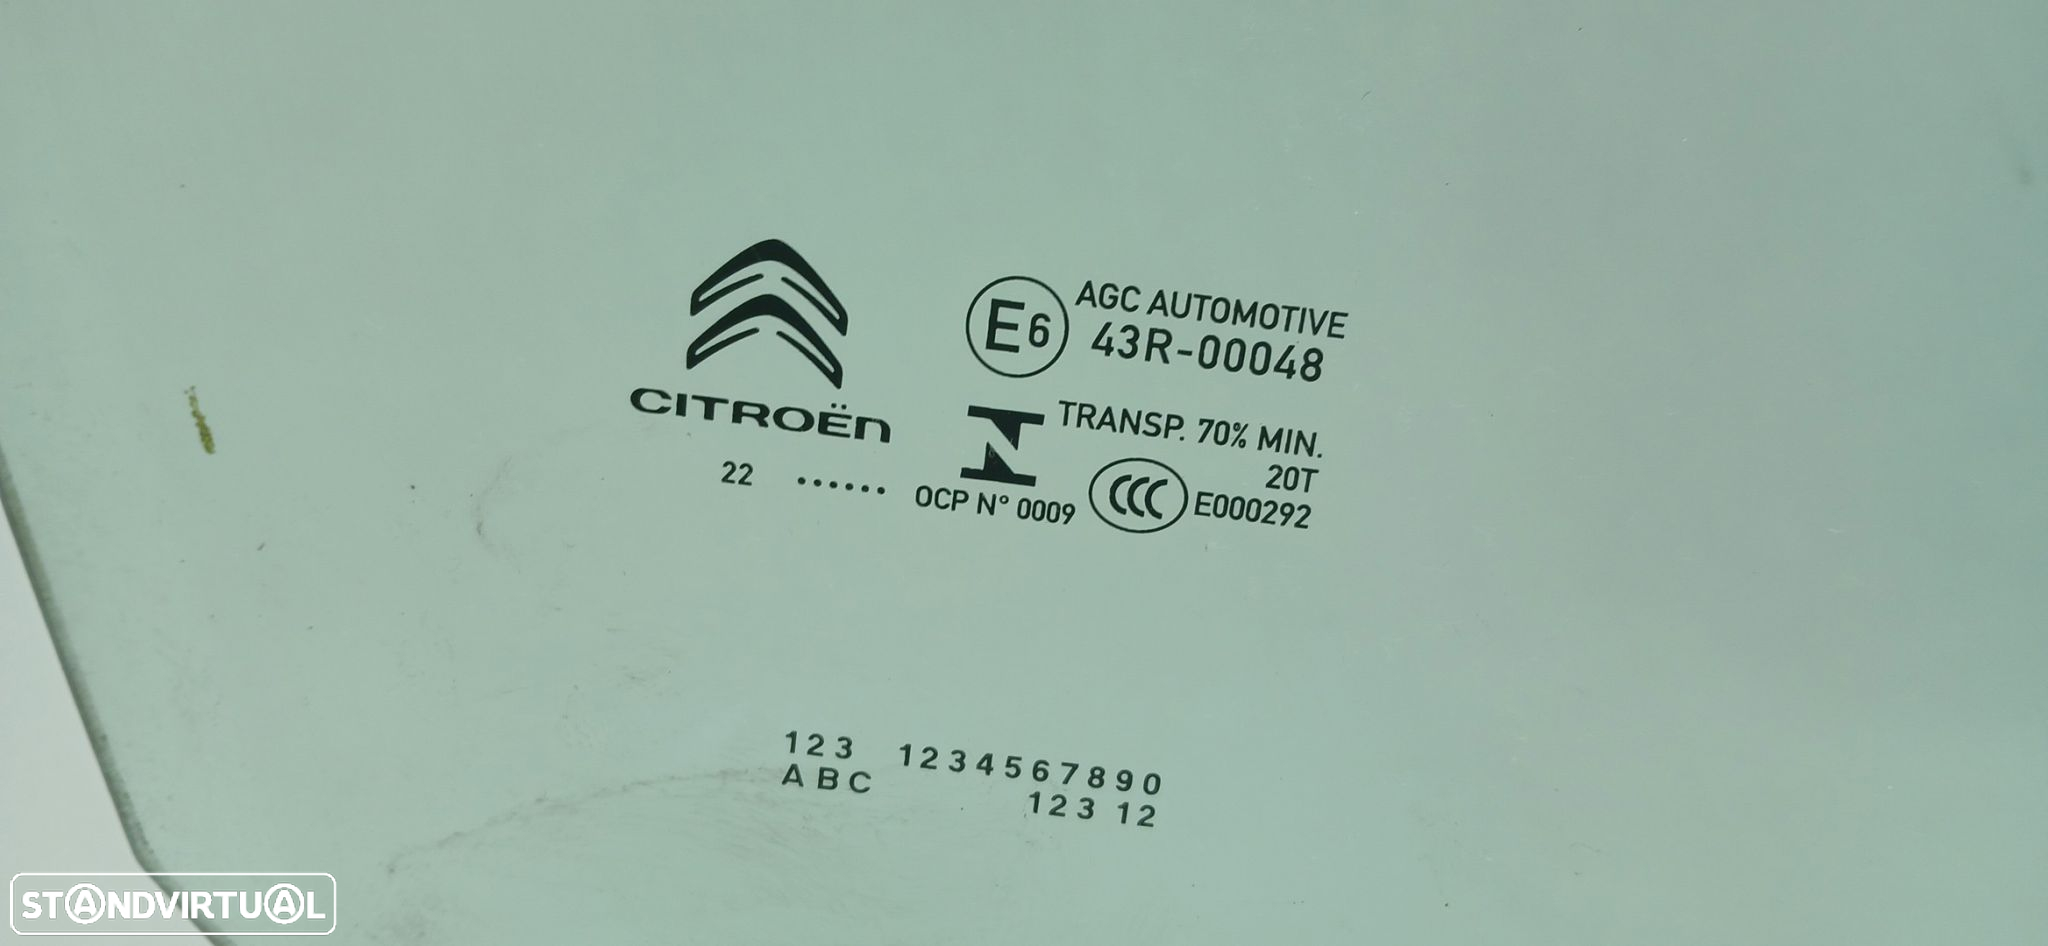 CITROËN
22 ......
E6
AGC AUTOMOTIVE
43R-00048
TRANSP. 70% MIN.
20T
OCP N° 0009
CCC
E000292
123 1234567890
ABC
123 12
STANDVIRTUAL